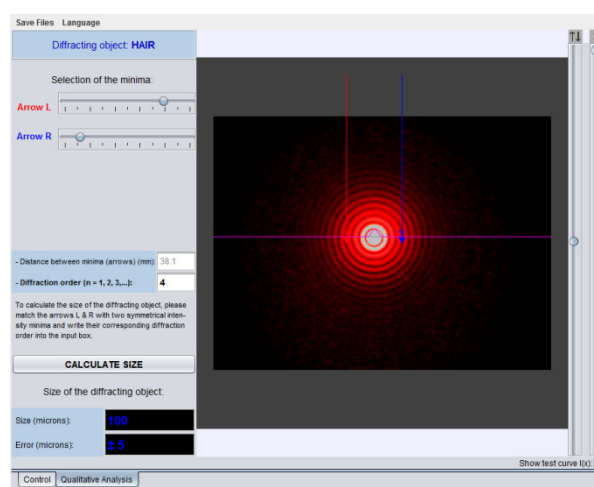 Save Files Language
Diffracting object: HAIR
Selection of the minima:
Arrow L
Arrow R
- Distance between minima (arrows) (mm): 38.1
- Diffraction order (n = 1, 2, 3,...): 4
To calculate the size of the diffracting object, please
match the arrows L & R with two symmetrical inten-
sity minima and write their corresponding diffraction
order into the input box.
CALCULATE SIZE
Size of the diffracting object:
Size (microns): 100
Error (microns): ± 5
Show test curve I(x):
Control Qualitative Analysis